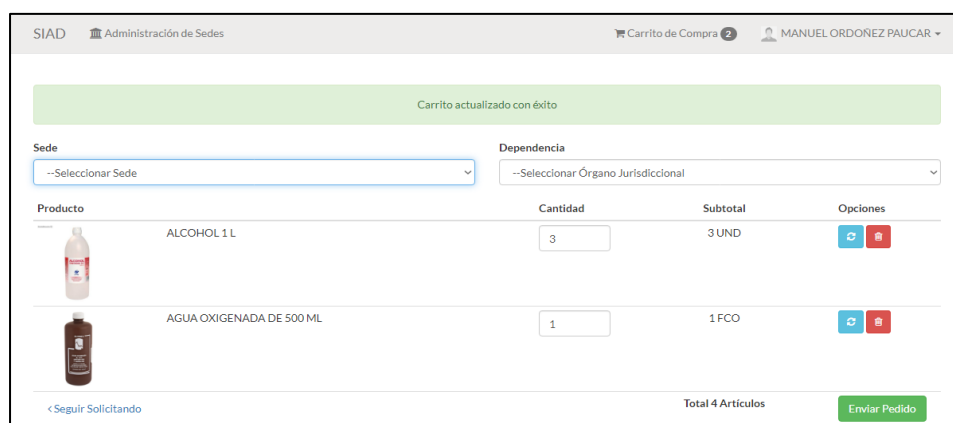 SIAD Administración de Sedes Carrito de Compra 2 MANUEL ORDOÑEZ PAUCAR
Carrito actualizado con éxito
Sede Dependencia
--Seleccionar Sede --Seleccionar Órgano Jurisdiccional
Producto Cantidad Subtotal Opciones
ALCOHOL 1 L 3 3 UND
AGUA OXIGENADA DE 500 ML 1 1 FCO
< Seguir Solicitando Total 4 Artículos Enviar Pedido